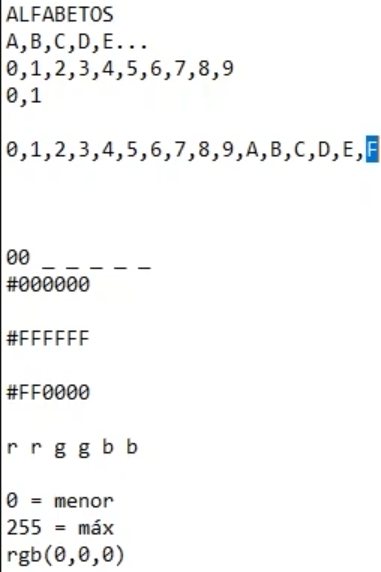 ALFABETOS
A,B,C,D,E...
0,1,2,3,4,5,6,7,8,9
0,1
0,1,2,3,4,5,6,7,8,9,A,B,C,D,E,F
00 _ _ _ _ _
#000000
#FFFFFF
#FF0000
r r g g b b
0 = menor
255 = máx
rgb(0,0,0)